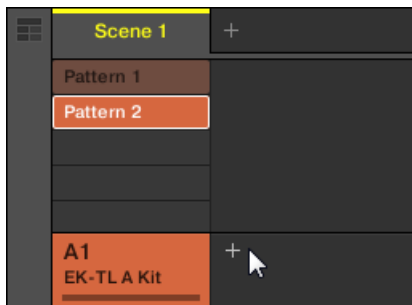 Scene 1
+
Pattern 1
Pattern 2
A1
EK-TL A Kit
+